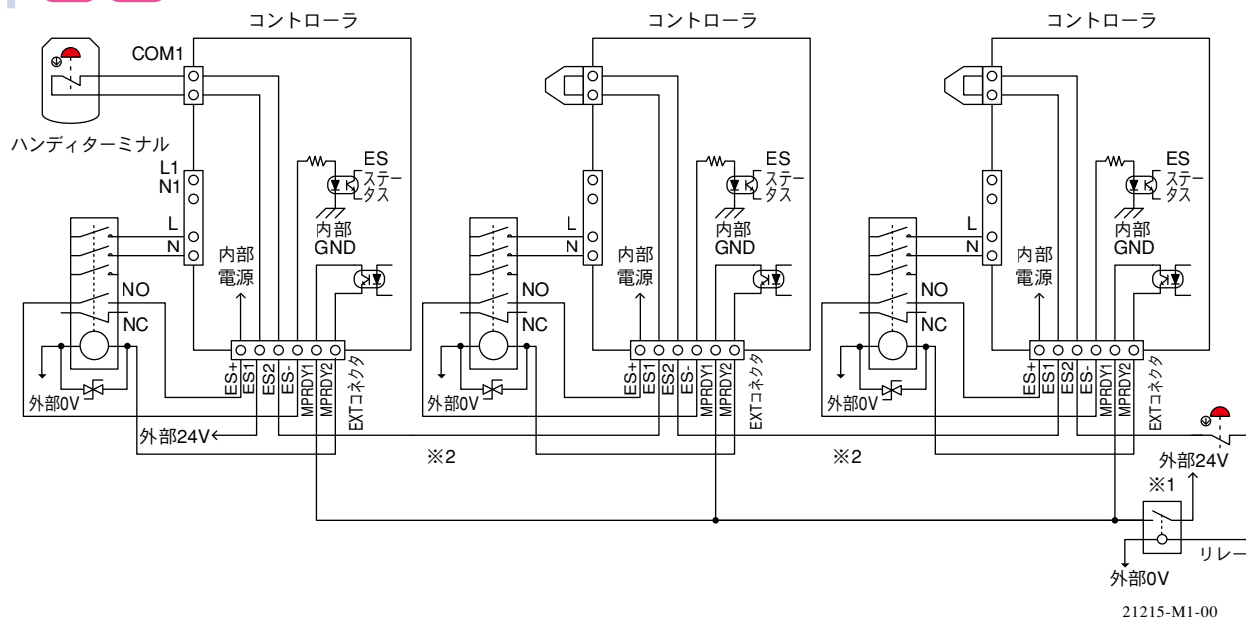 コントローラ
コントローラ
コントローラ
COM1
ハンディターミナル
L1
N1
L
N
ES
ステー
タス
内部
GND
内部
電源
NO
NC
外部0V
ES+
ES1
ES2
ES-
MPRDY1
MPRDY2
EXTコネクタ
外部24V
※2
L
N
ES
ステー
タス
内部
GND
内部
電源
NO
NC
外部0V
ES+
ES1
ES2
ES-
MPRDY1
MPRDY2
EXTコネクタ
※2
L
N
ES
ステー
タス
内部
GND
内部
電源
NO
NC
外部0V
ES+
ES1
ES2
ES-
MPRDY1
MPRDY2
EXTコネクタ
外部24V
※1
リレー
外部0V
21215-M1-00